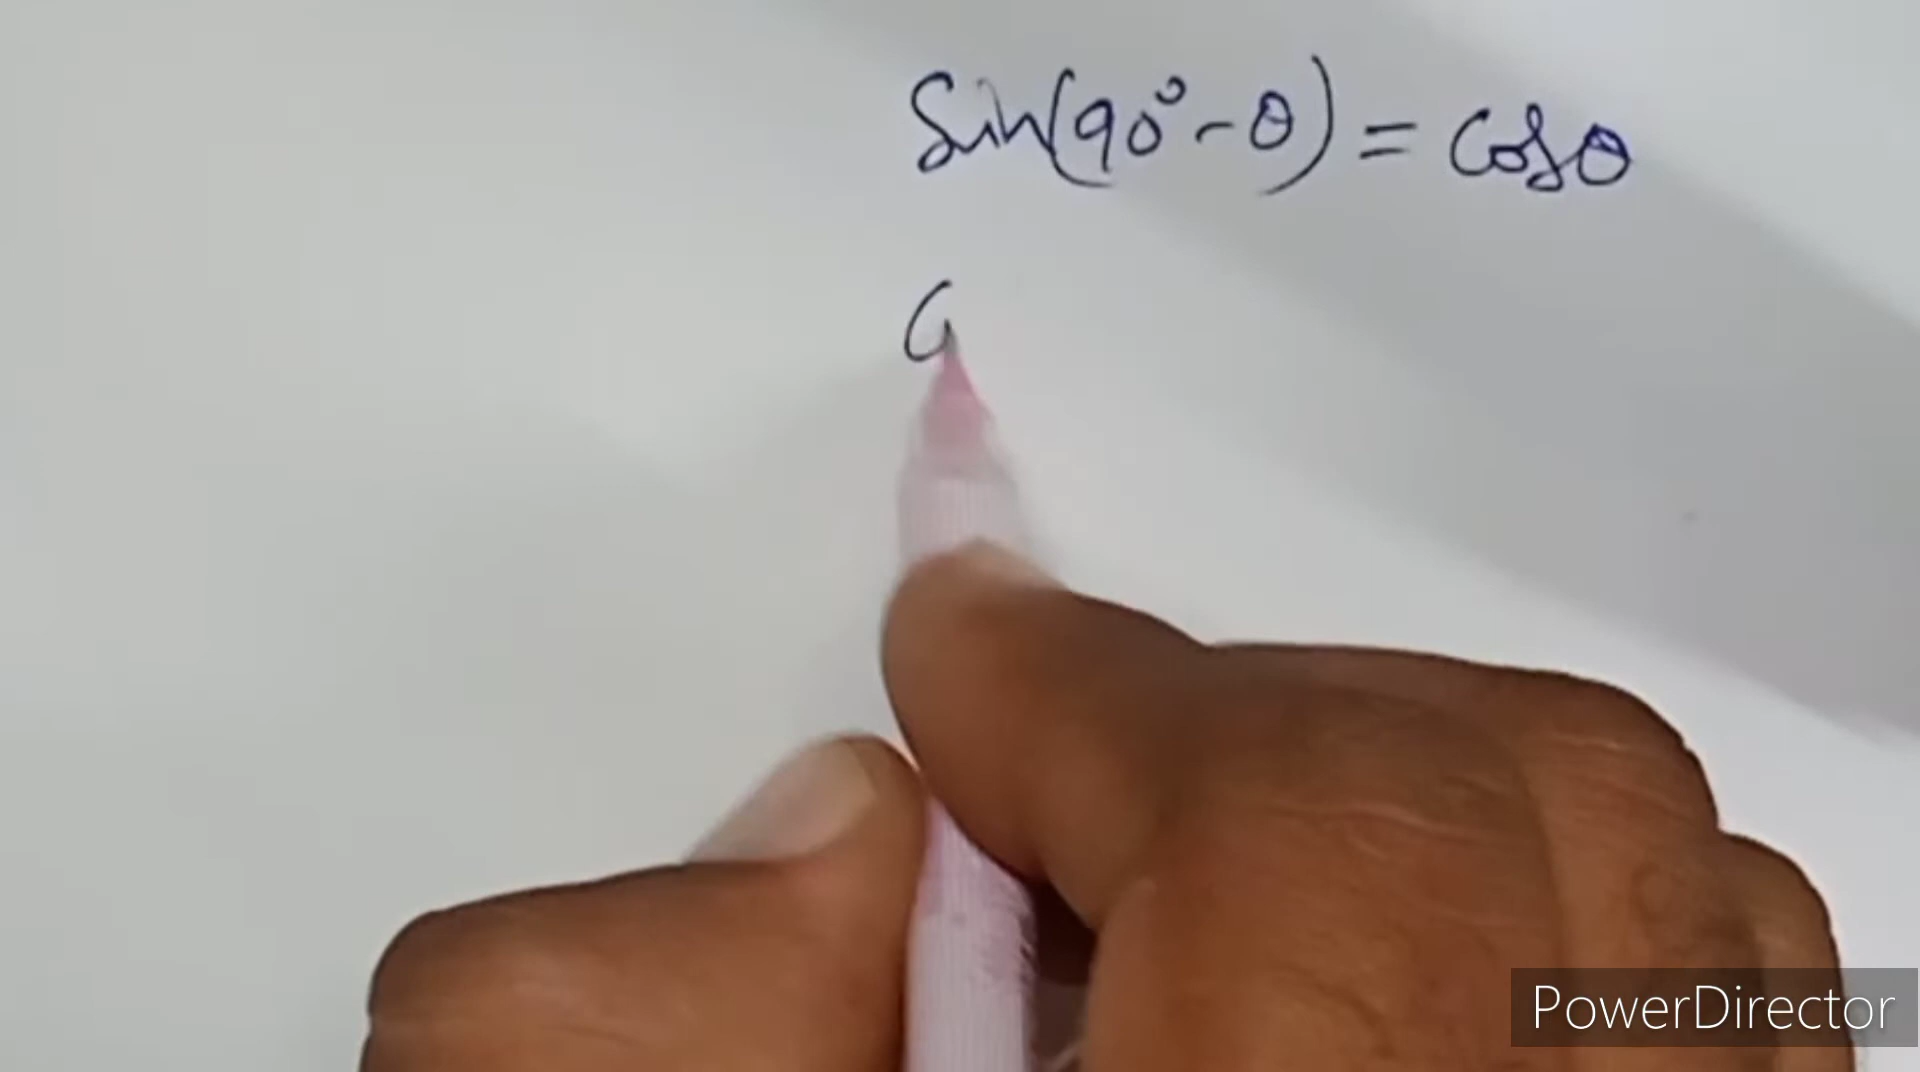 Sin(90°-θ) = Cosθ
C
PowerDirector